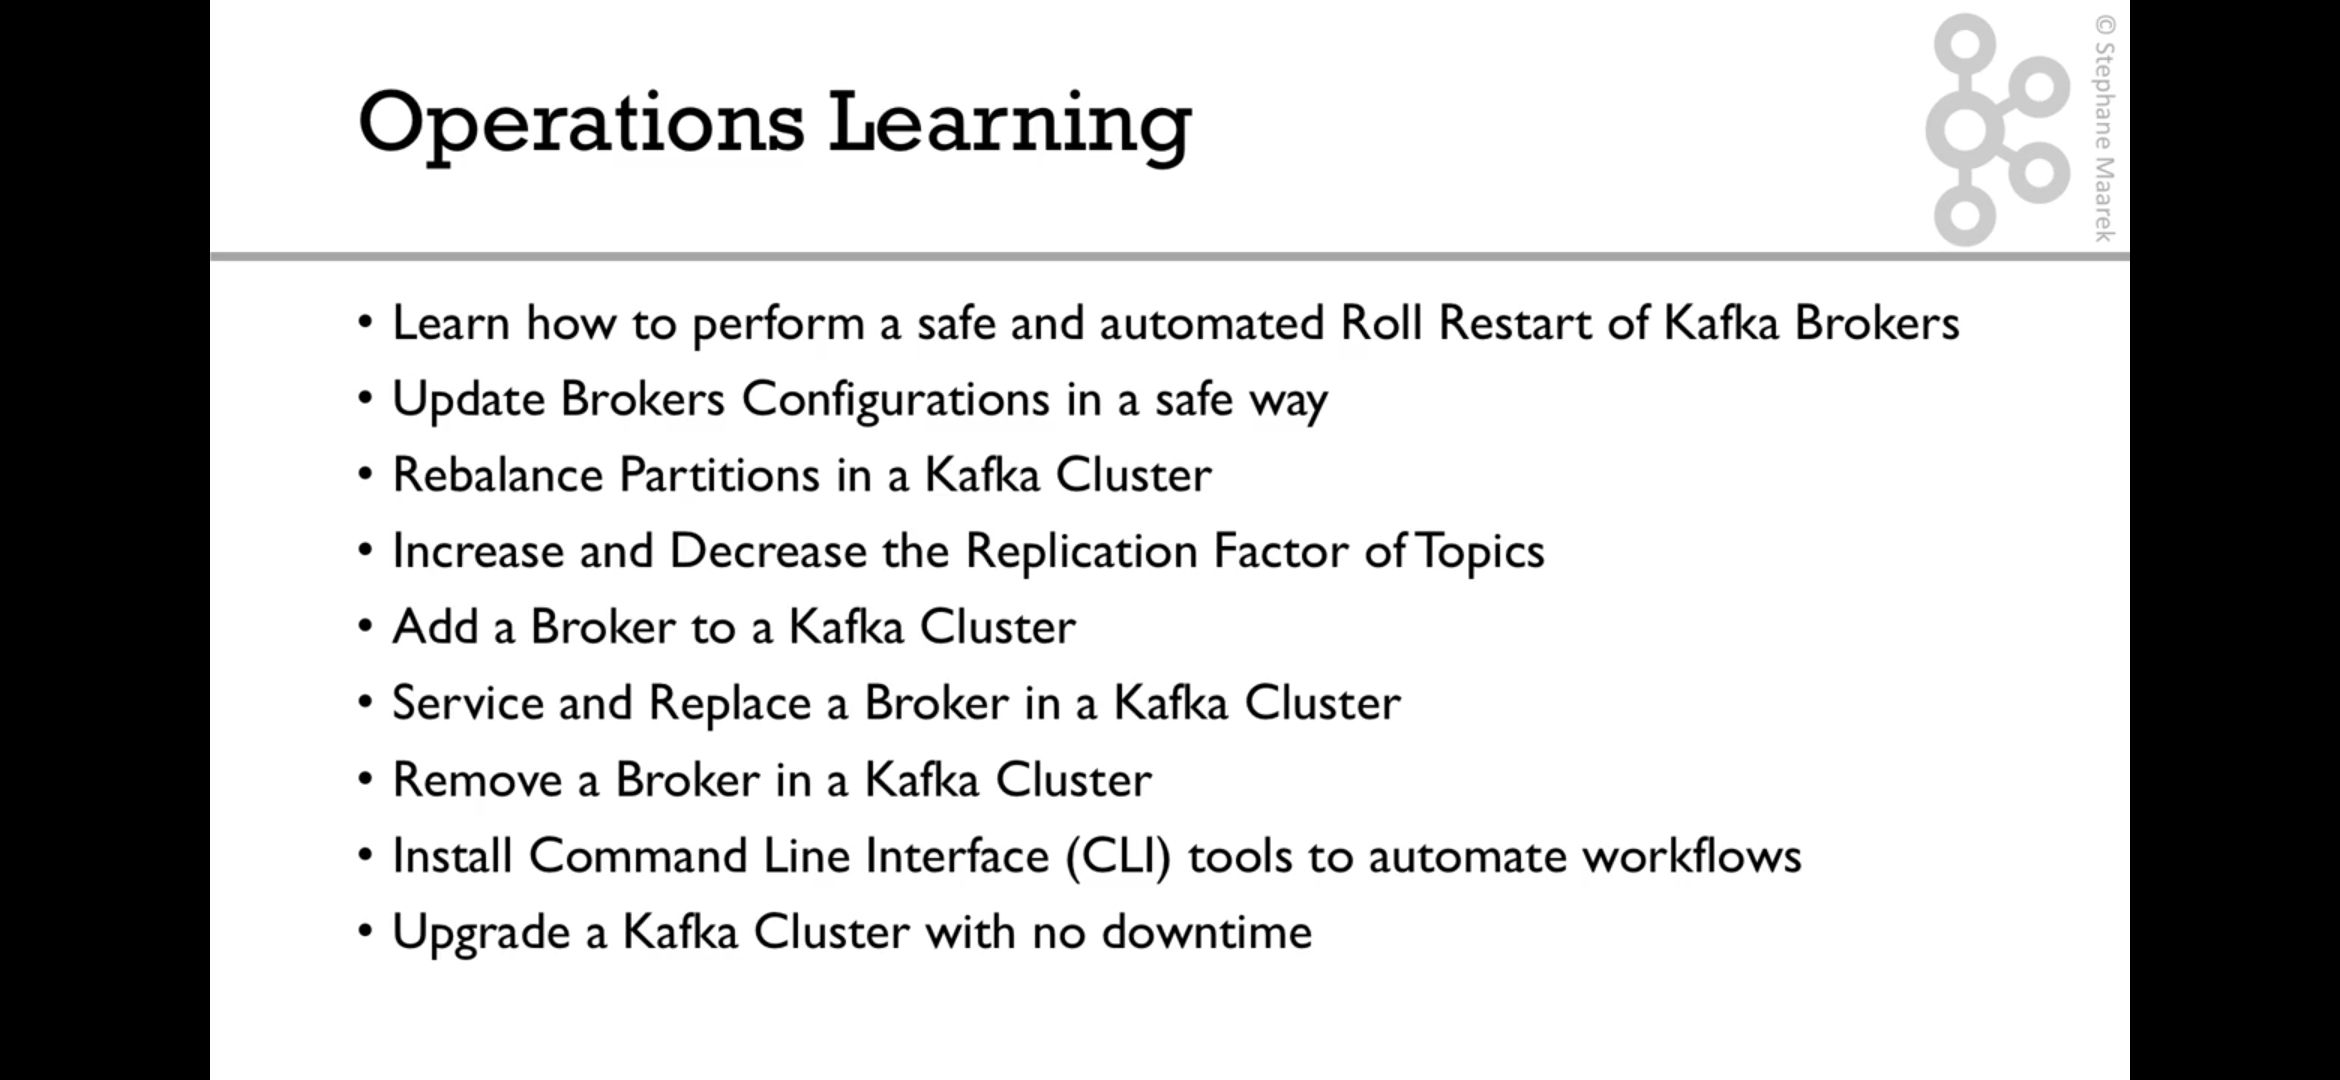 Operations Learning
© Stephane Maarek
• Learn how to perform a safe and automated Roll Restart of Kafka Brokers
• Update Brokers Configurations in a safe way
• Rebalance Partitions in a Kafka Cluster
• Increase and Decrease the Replication Factor of Topics
• Add a Broker to a Kafka Cluster
• Service and Replace a Broker in a Kafka Cluster
• Remove a Broker in a Kafka Cluster
• Install Command Line Interface (CLI) tools to automate workflows
• Upgrade a Kafka Cluster with no downtime